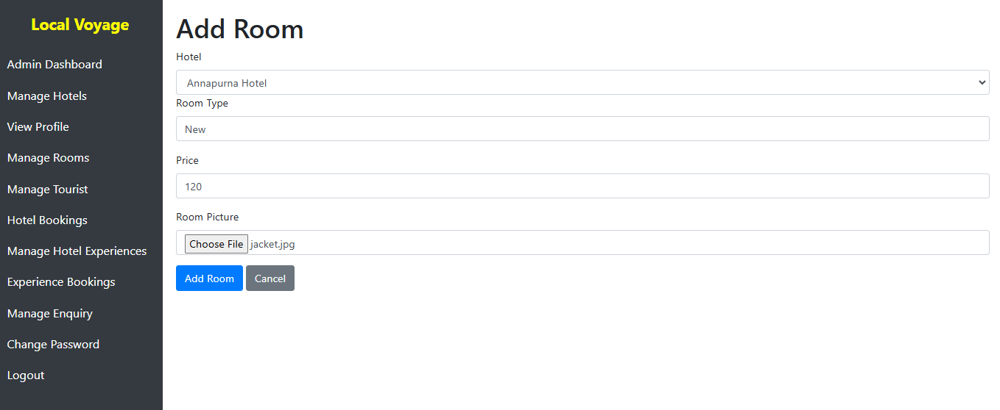 Local Voyage
Admin Dashboard
Manage Hotels
View Profile
Manage Rooms
Manage Tourist
Hotel Bookings
Manage Hotel Experiences
Experience Bookings
Manage Enquiry
Change Password
Logout
Add Room
Hotel
Annapurna Hotel
Room Type
New
Price
120
Room Picture
Choose File jacket.jpg
Add Room Cancel